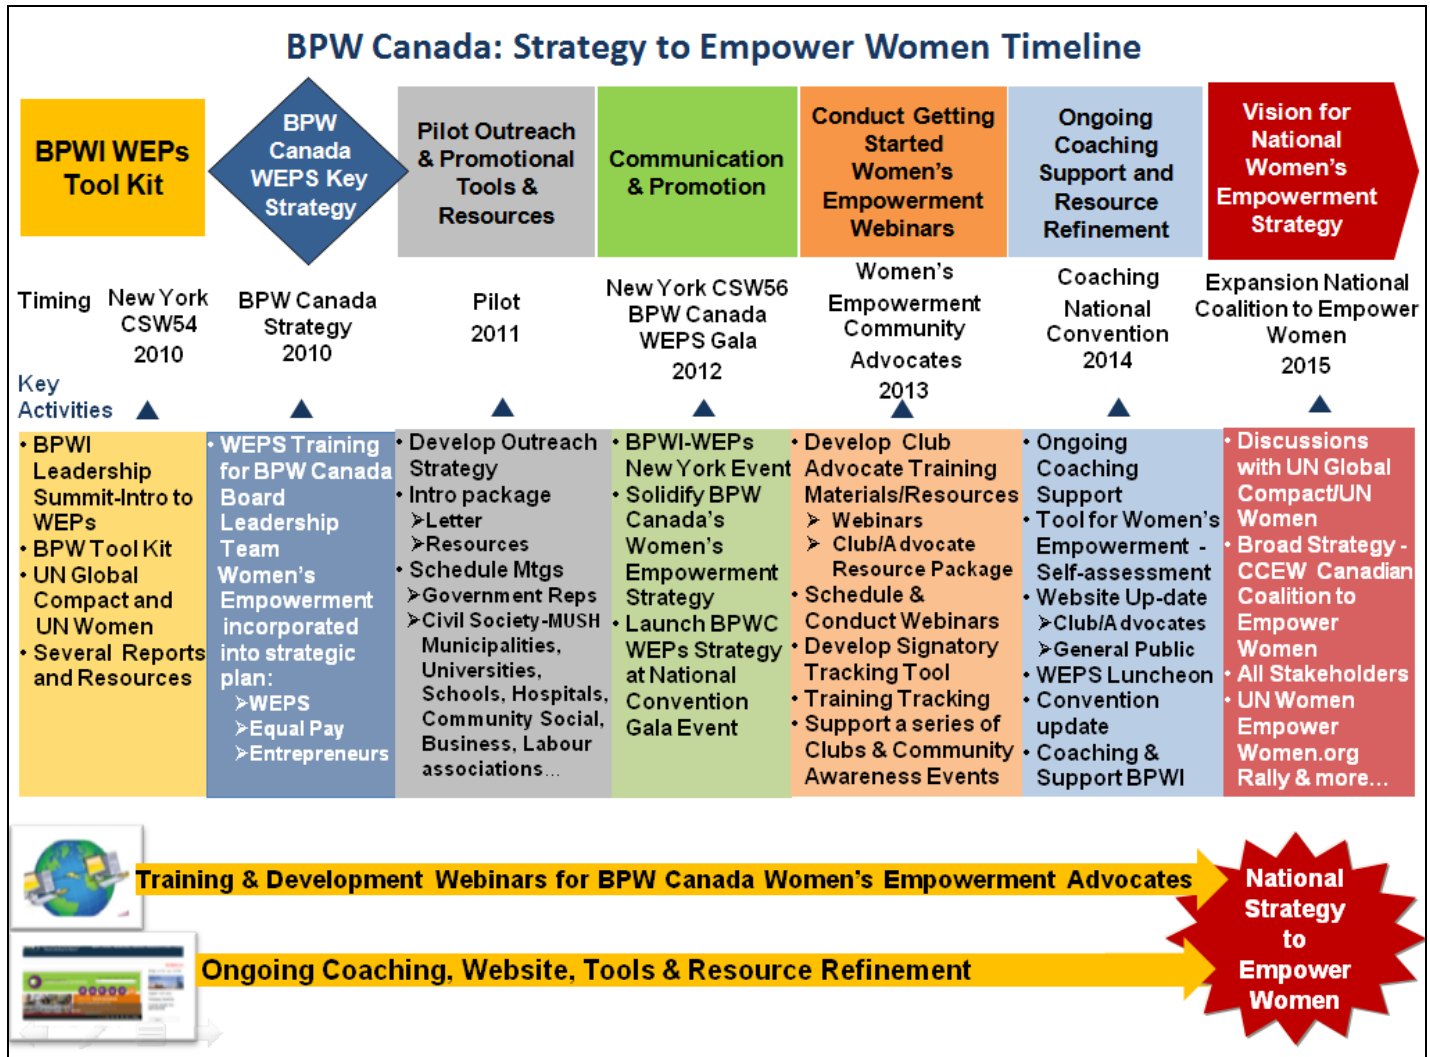 BPW Canada: Strategy to Empower Women Timeline
BPWI WEPs
Tool Kit
BPW
Canada
WEPS Key
Strategy
Pilot Outreach
& Promotional
Tools &
Resources
Communication
& Promotion
Conduct Getting
Started
Women's
Empowerment
Webinars
Ongoing
Coaching
Support and
Resource
Refinement
Vision for
National
Women's
Empowerment
Strategy
Timing
New York
CSW54
2010
BPW Canada
Strategy
2010
Pilot
2011
New York CSW56
BPW Canada
WEPS Gala
2012
Women's
Empowerment
Community
Advocates
2013
Coaching
National
Convention
2014
Expansion National
Coalition to Empower
Women
2015
Key
Activities
• BPWI
Leadership
Summit-Intro to
WEPs
• BPW Tool Kit
• UN Global
Compact and
UN Women
• Several Reports
and Resources
• WEPS Training
for BPW Canada
Board
Leadership
Team
Women's
Empowerment
incorporated
into strategic
plan:
➢WEPS
➢Equal Pay
➢Entrepreneurs
• Develop Outreach
Strategy
• Intro package
➢Letter
➢Resources
• Schedule Mtgs
➢Government Reps
➢Civil Society-MUSH
Municipalities,
Universities,
Schools, Hospitals,
Community Social,
Business, Labour
associations...
• BPWI-WEPs
New York Event
• Solidify BPW
Canada's
Women's
Empowerment
Strategy
• Launch BPWC
WEPs Strategy
at National
Convention
Gala Event
• Develop Club
Advocate Training
Materials/Resources
➢ Webinars
➢ Club/Advocate
Resource Package
• Schedule &
Conduct Webinars
• Develop Signatory
Tracking Tool
• Training Tracking
• Support a series of
Clubs & Community
Awareness Events
• Ongoing
Coaching
Support
• Tool for Women's
Empowerment -
Self-assessment
• Website Up-date
➢Club/Advocates
➢General Public
• WEPS Luncheon
• Convention
update
• Coaching &
Support BPWI
• Discussions
with UN Global
Compact/UN
Women
• Broad Strategy -
CCEW Canadian
Coalition to
Empower
Women
• All Stakeholders
• UN Women
Empower
Women.org
Rally & more...
Training & Development Webinars for BPW Canada Women's Empowerment Advocates
Ongoing Coaching, Website, Tools & Resource Refinement
National
Strategy
to
Empower
Women